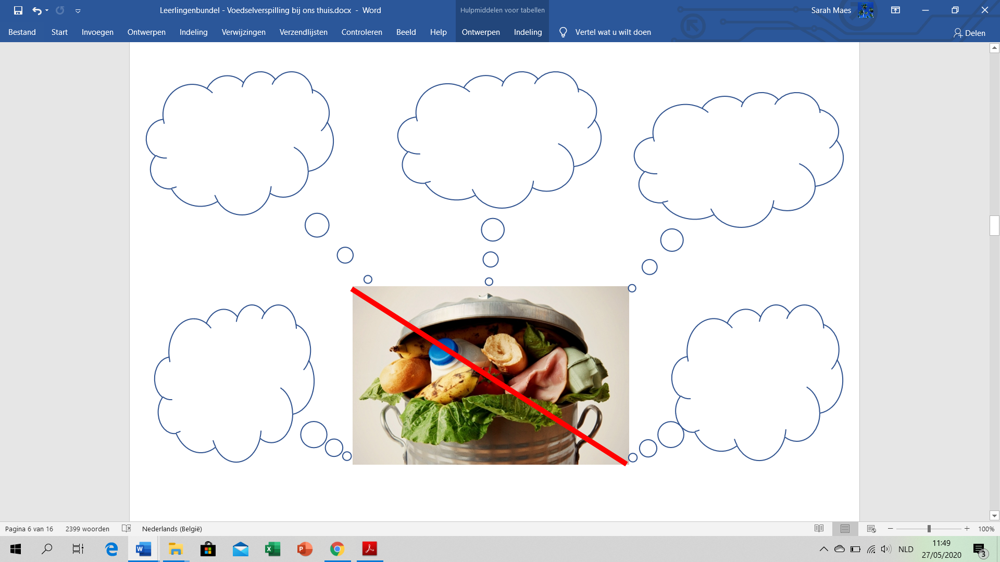 Leerlingenbundel - Voedselverspilling bij ons thuis.docx - Word
Hulpmiddelen voor tabellen
Sarah Maes
Bestand Start Invoegen Ontwerpen Indeling Verwijzingen Verzendlijsten Controleren Beeld Help Ontwerpen Indeling Vertel wat u wilt doen Delen
Pagina 6 van 16 2399 woorden Nederlands (België) 100%
NLD
11:49
27/05/2020
3